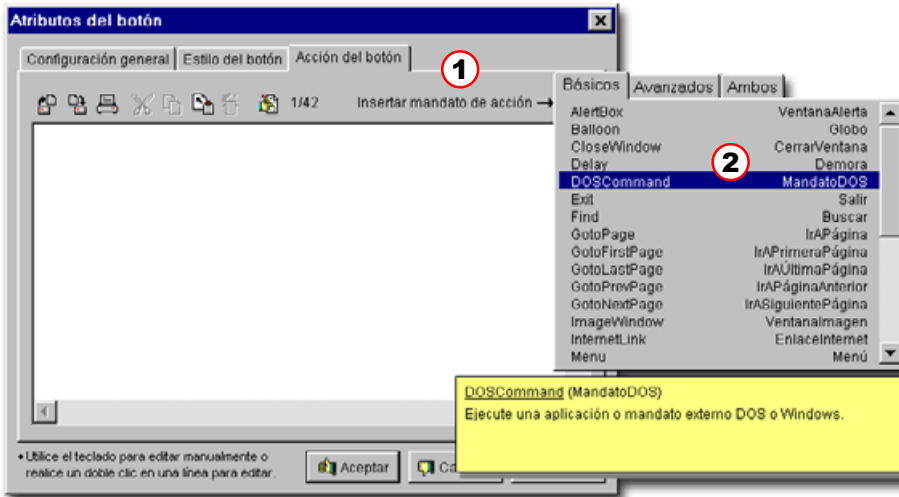 Atributos del botón
Configuración general Estilo del botón Acción del botón
1
1/42 Insertar mandato de acción →
Básicos Avanzados Ambos
AlertBox VentanaAlerta
Balloon Globo
CloseWindow CerrarVentana
2
Delay Demora
DOSCommand MandatoDOS
Exit Salir
Find Buscar
GotoPage IrAPágina
GotoFirstPage IrAPrimeraPágina
GotoLastPage IrAÚltimaPágina
GotoPrevPage IrAPáginaAnterior
GotoNextPage IrASiguientePágina
ImageWindow VentanaImagen
InternetLink EnlaceInternet
Menu Menú
DOSCommand (MandatoDOS)
Ejecute una aplicación o mandato externo DOS o Windows.
• Utilice el teclado para editar manualmente o
realice un doble clic en una línea para editar.
Aceptar
Ca